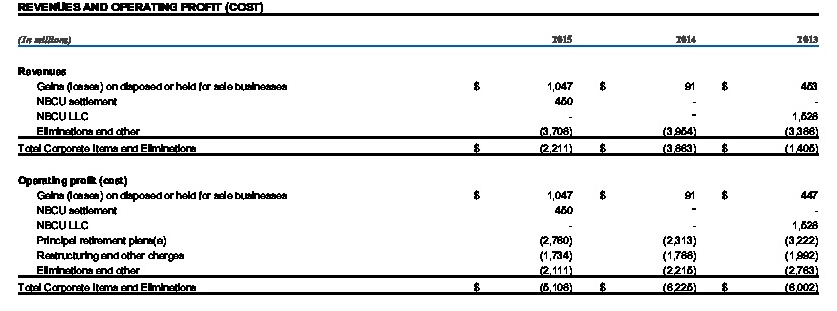 REVENUES AND OPERATING PROFIT (COST)
(In millions) 2015 2014 2013
Revenues
Gains (losses) on disposed or held for sale businesses $ 1,047 $ 91 $ 453
NBCU settlement 450 - -
NBCU LLC - - 1,528
Eliminations and other (3,708) (3,954) (3,386)
Total Corporate Items and Eliminations $ (2,211) $ (3,863) $ (1,405)
Operating profit (cost)
Gains (losses) on disposed or held for sale businesses $ 1,047 $ 91 $ 447
NBCU settlement 450 - -
NBCU LLC - - 1,528
Principal retirement plans(a) (2,760) (2,313) (3,222)
Restructuring and other charges (1,734) (1,788) (1,992)
Eliminations and other (2,111) (2,215) (2,763)
Total Corporate Items and Eliminations $ (5,108) $ (6,225) $ (6,002)